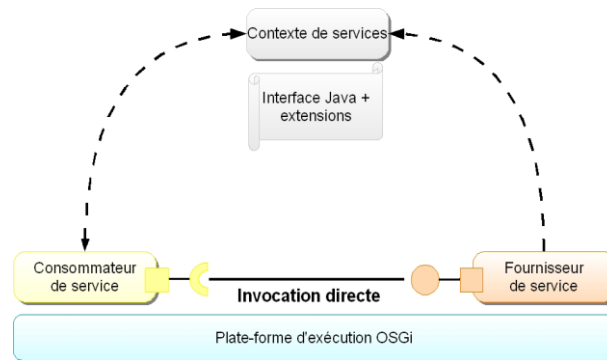 Contexte de services
Interface Java +
extensions
Consommateur
de service
Invocation directe
Fournisseur
de service
Plate-forme d'exécution OSGi